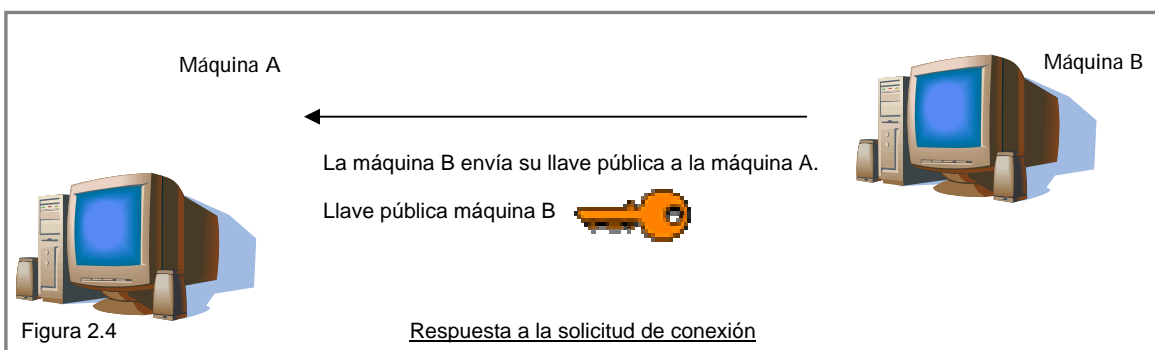 Máquina A
Máquina B
La máquina B envía su llave pública a la máquina A.
Llave pública máquina B
Figura 2.4
Respuesta a la solicitud de conexión